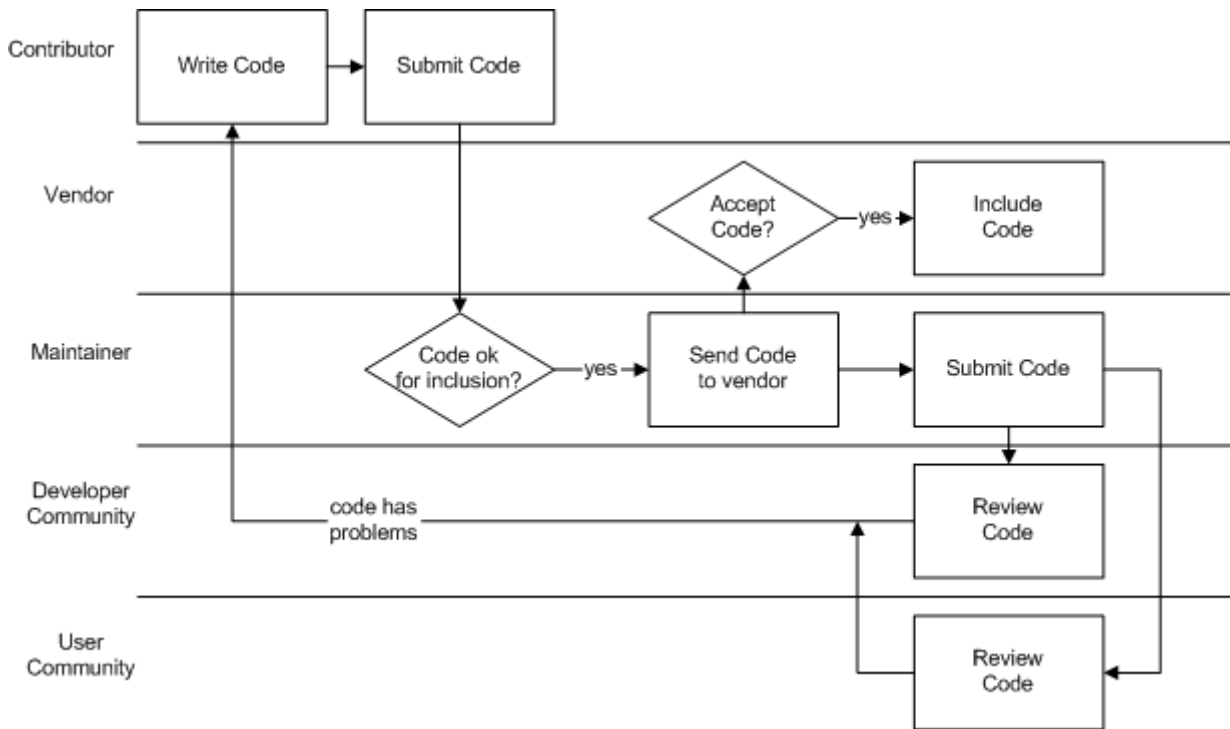 Contributor
Write Code
Submit Code
Vendor
Accept
Code?
yes
Include
Code
Maintainer
Code ok
for inclusion?
yes
Send Code
to vendor
Submit Code
Developer
Community
code has
problems
Review
Code
User
Community
Review
Code